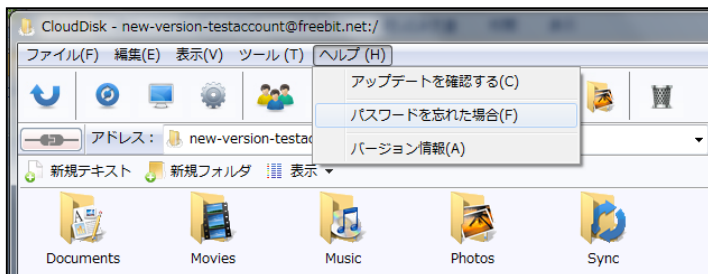 CloudDisk - new-version-testaccount@freebit.net:/
ファイル(F) 編集(E) 表示(V) ツール (T) ヘルプ (H)
アップデートを確認する(C)
パスワードを忘れた場合(F)
バージョン情報(A)
アドレス: new-version-testac
新規テキスト 新規フォルダ 表示
Documents Movies Music Photos Sync